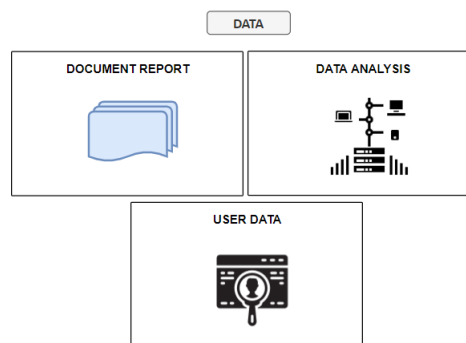 DATA
DOCUMENT REPORT
DATA ANALYSIS
USER DATA